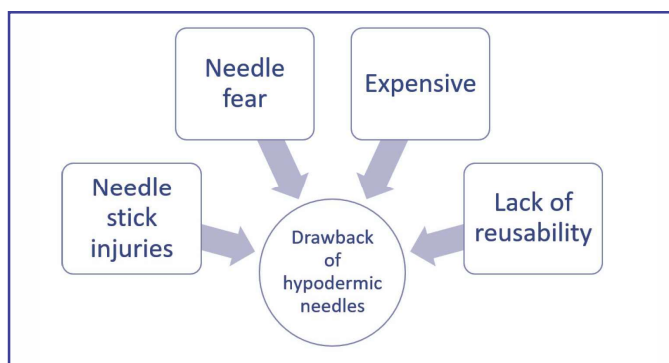 Needle
fear
Expensive
Needle
stick
injuries
Lack of
reusability
Drawback
of
hypodermic
needles